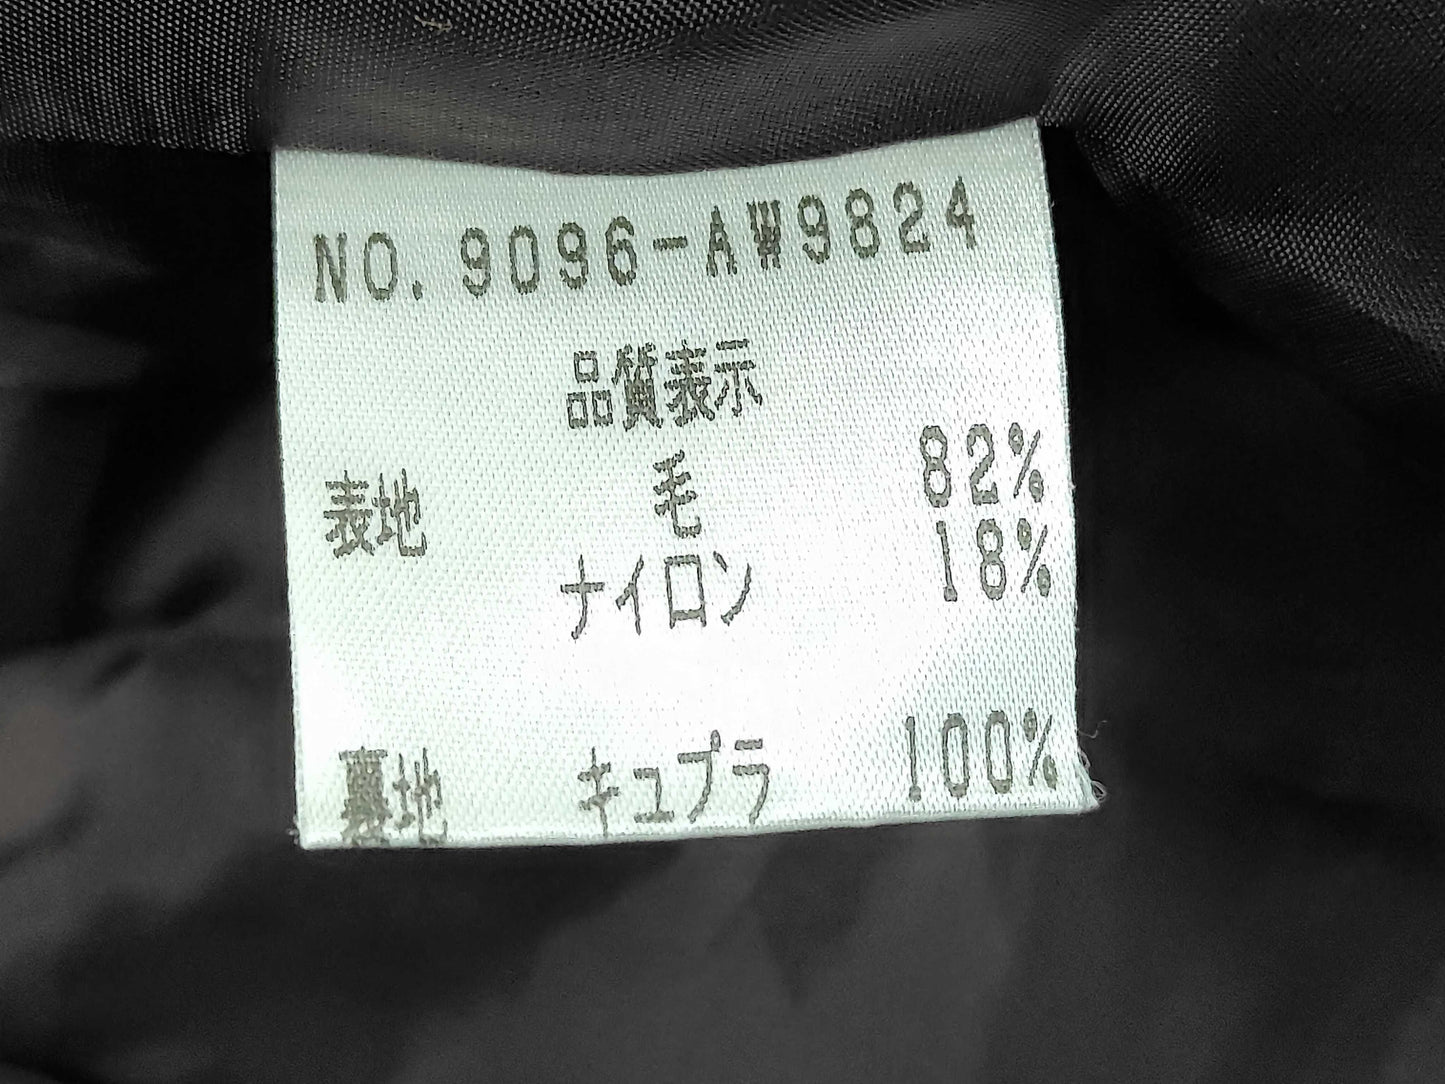 NO. 9096-AW9824
品質表示
表地 毛 82%
ナイロン 18%
裏地 キュプラ 100%